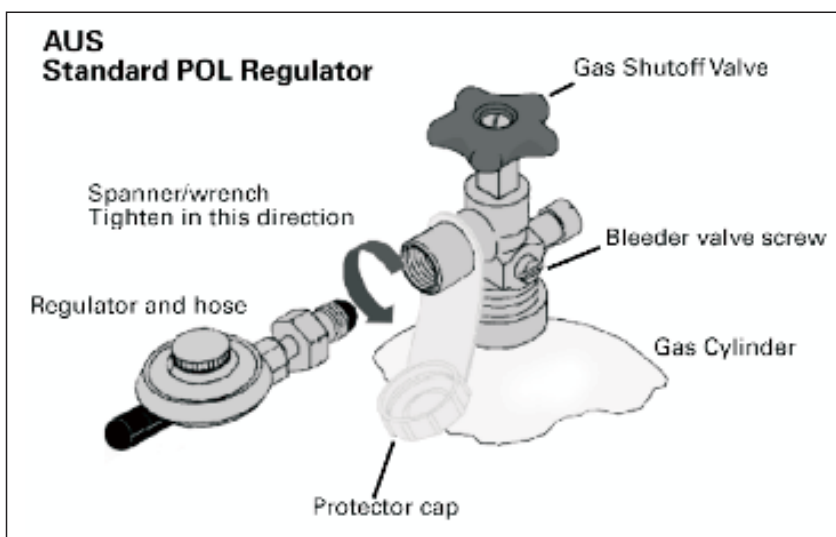 AUS
Standard POL Regulator
Gas Shutoff Valve
Spanner/wrench
Tighten in this direction
Bleeder valve screw
Regulator and hose
Gas Cylinder
Protector cap